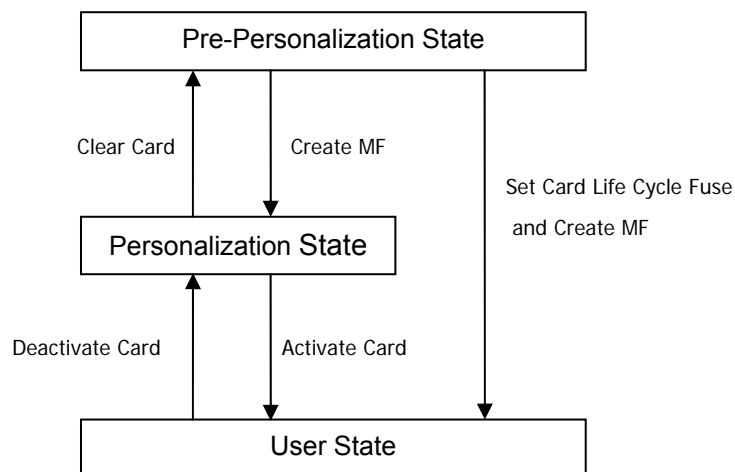 Pre-Personalization State
Clear Card
Create MF
Set Card Life Cycle Fuse
and Create MF
Personalization State
Deactivate Card
Activate Card
User State